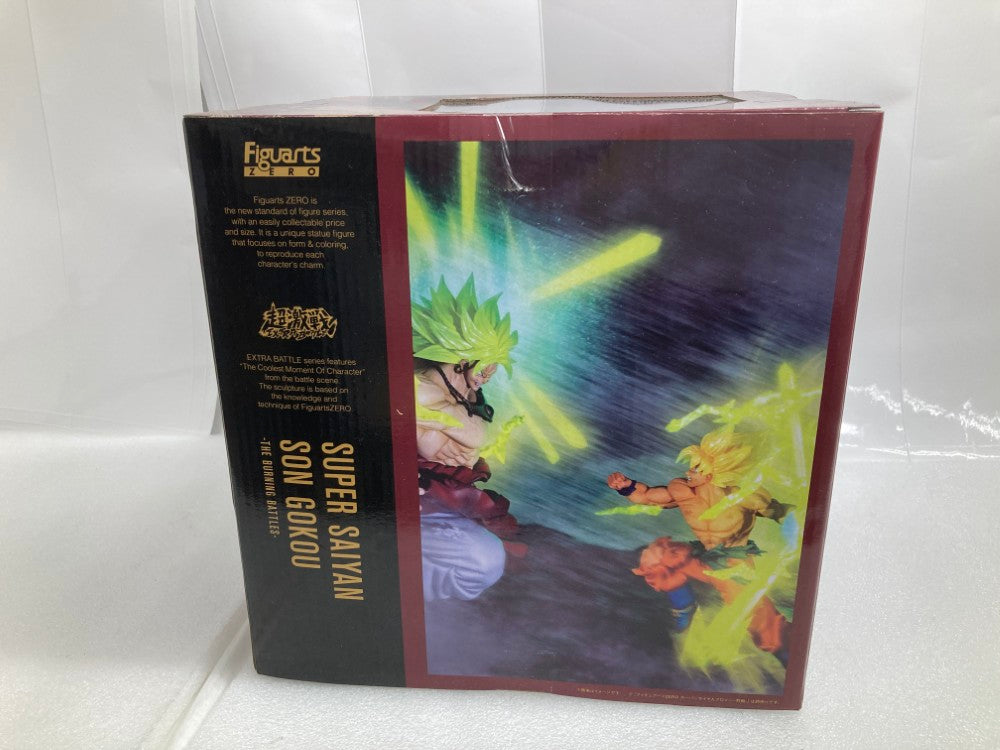 Figuarts
ZERO
Figuarts ZERO is
the new standard of figure series,
with an easily collectable price
and size. It is a unique statue figure
that focuses on form & coloring,
to reproduce each
character's charm.
超激戦
EXTRA BATTLE series features
"The Coolest Moment Of Character"
from the battle scene.
The sculpture is based on
the knowledge and
technique of FiguartsZERO.
SUPER SAIYAN
SON GOKOU
-THE BURNING BATTLES-